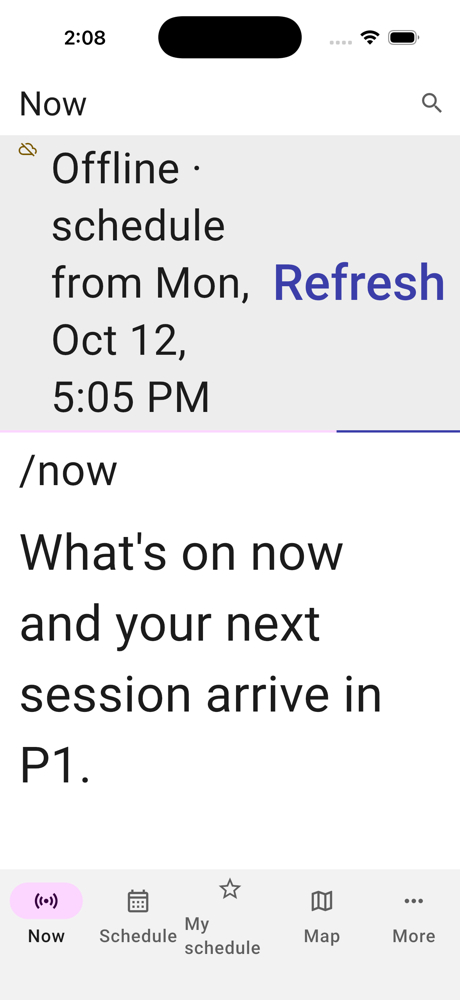 2:08
Now
Offline ·
schedule
from Mon,
Oct 12,
5:05 PM
Refresh
/now
What's on now
and your next
session arrive in
P1.
Now
Schedule
My
schedule
Map
More